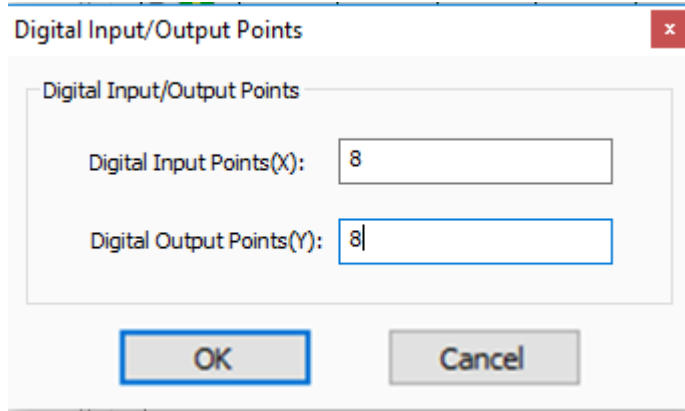 Digital Input/Output Points
x
Digital Input/Output Points
Digital Input Points(X): 8
Digital Output Points(Y): 8
OK Cancel